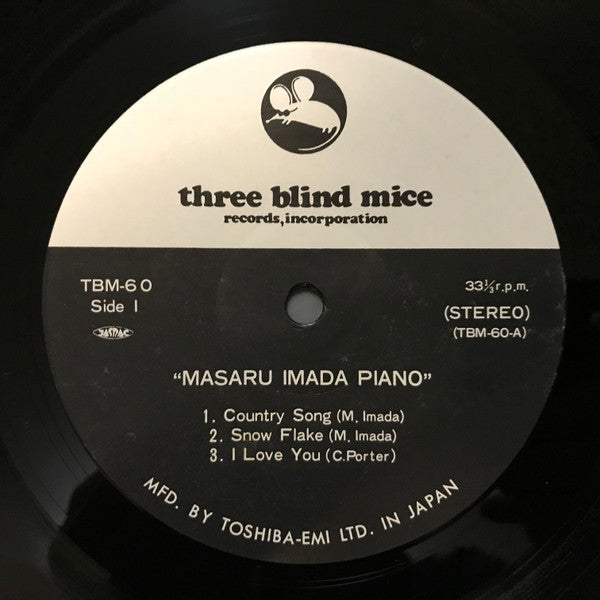 three blind mice
records, incorporation
TBM-60
Side 1
JASRAC
33⅓ r.p.m.
(STEREO)
(TBM-60-A)
"MASARU IMADA PIANO"
1. Country Song (M. Imada)
2. Snow Flake (M. Imada)
3. I Love You (C. Porter)
MFD. BY TOSHIBA-EMI LTD. IN JAPAN